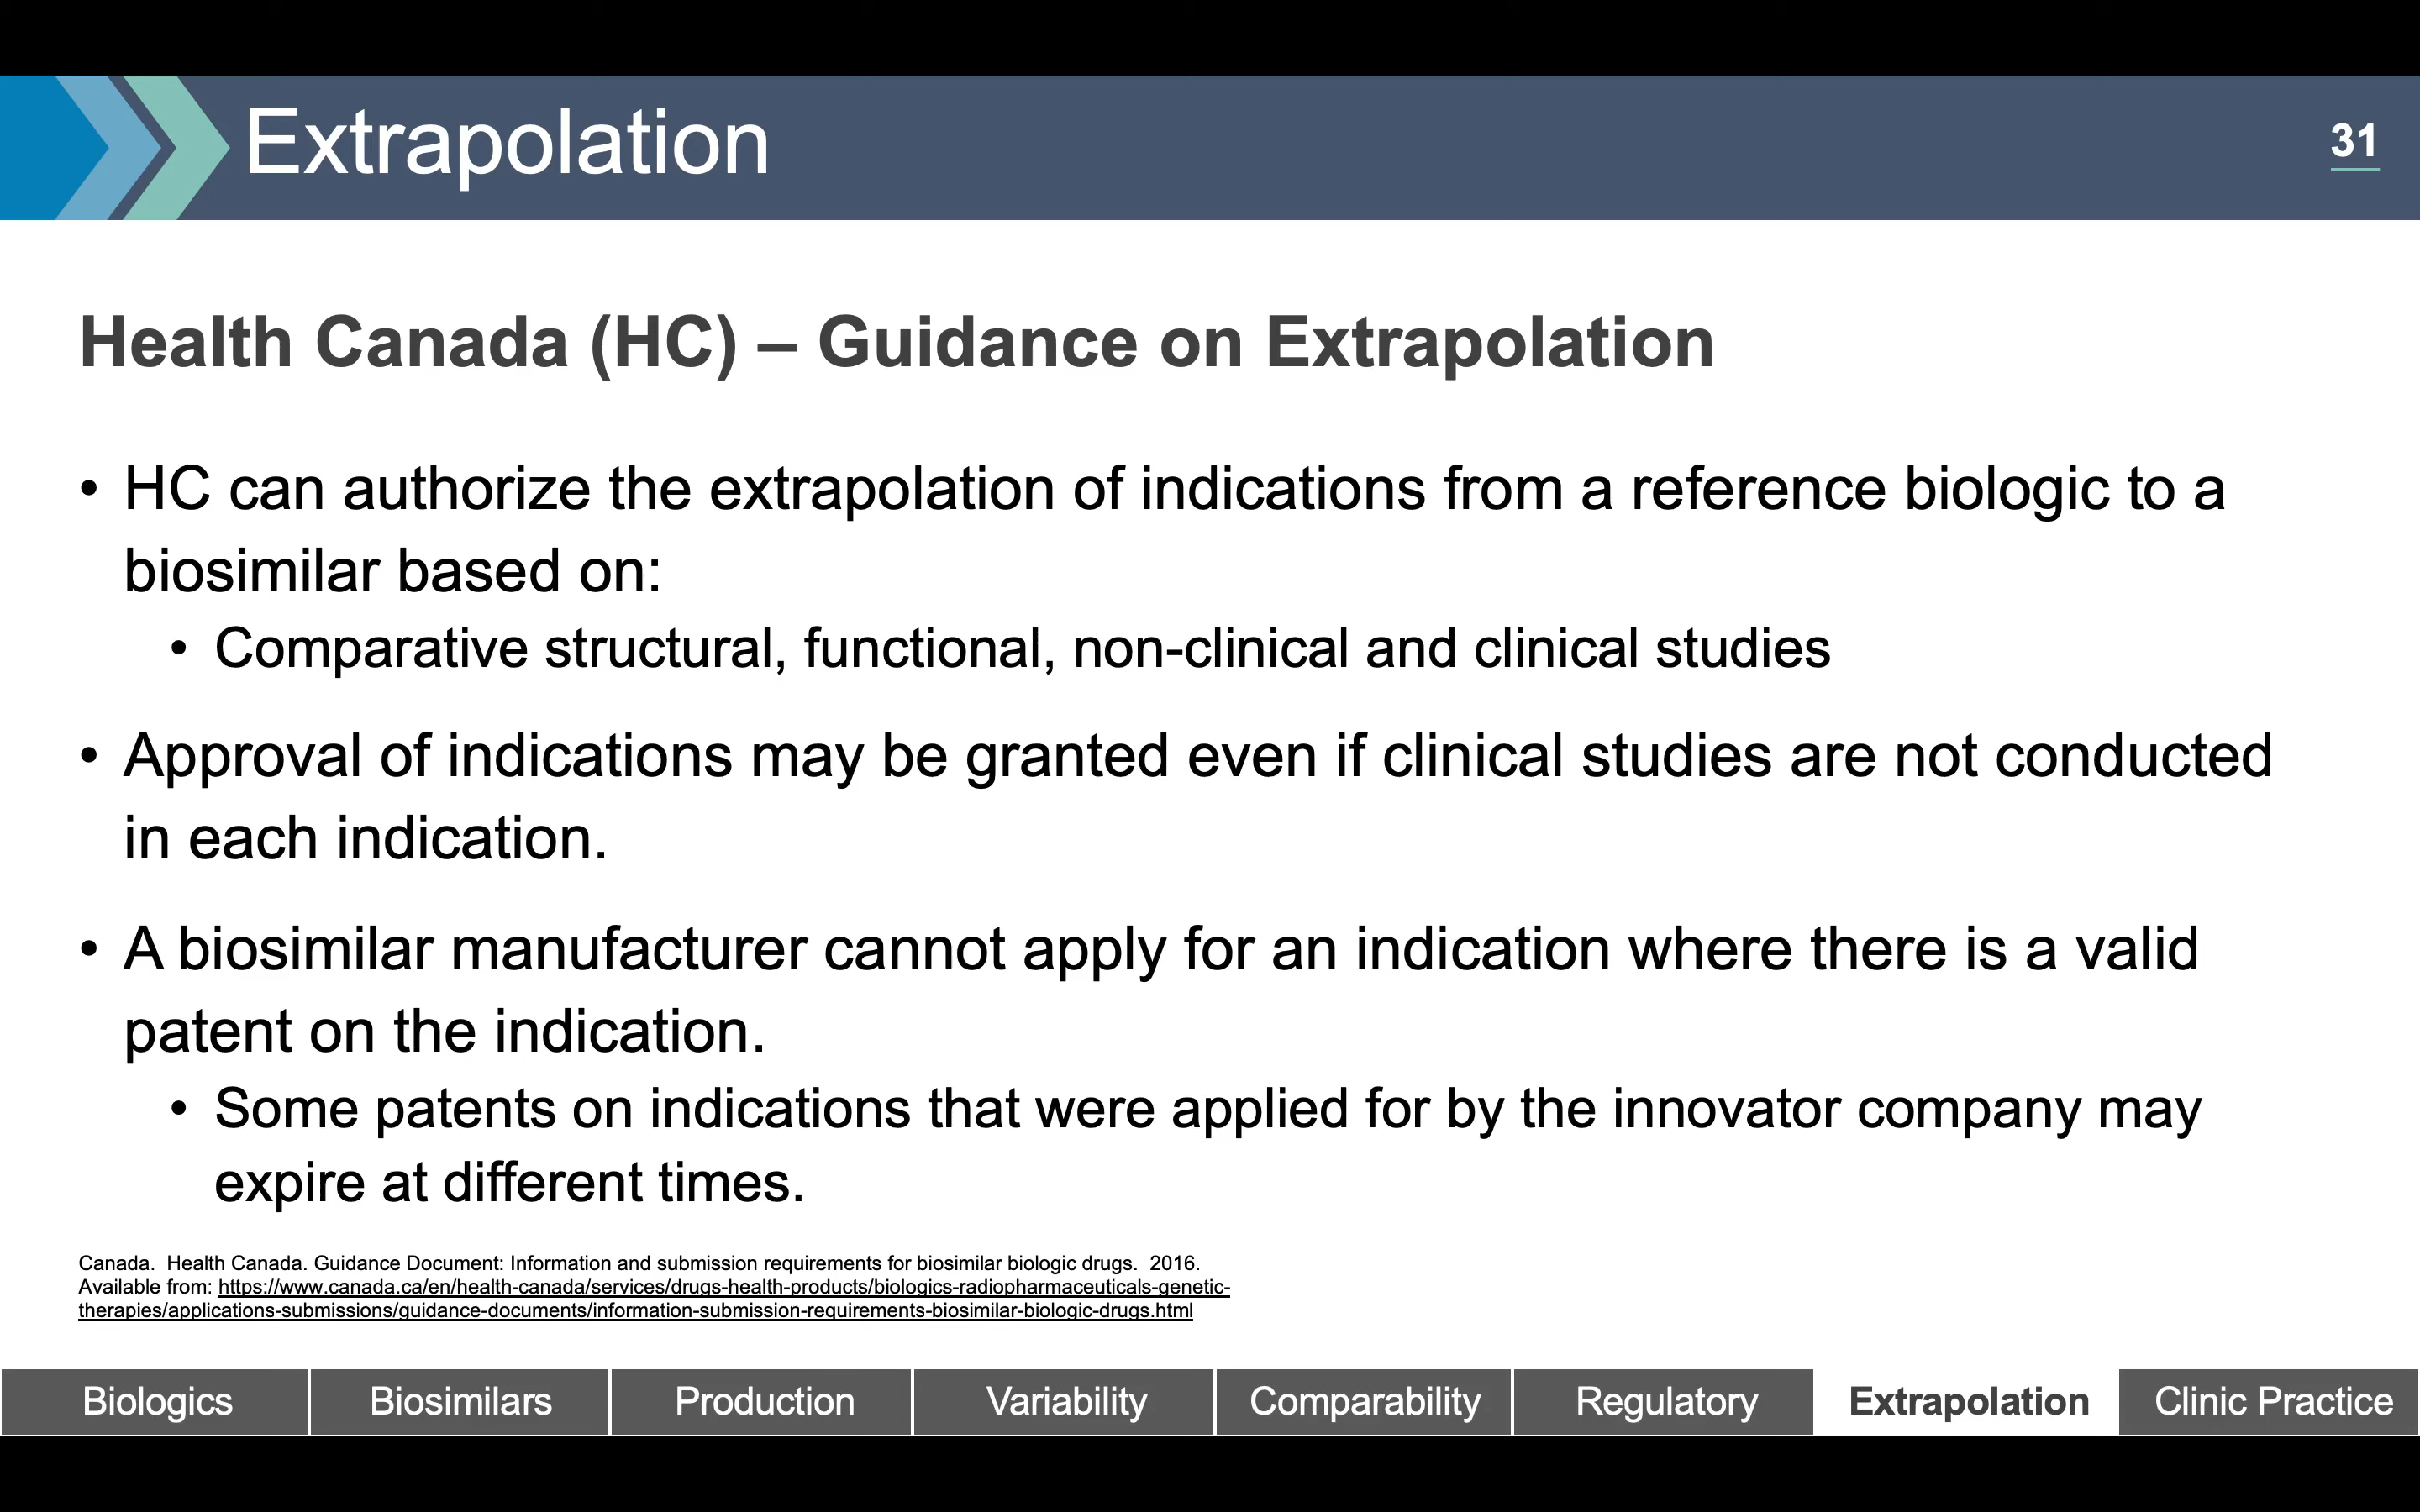 Extrapolation
31
Health Canada (HC) – Guidance on Extrapolation
• HC can authorize the extrapolation of indications from a reference biologic to a
biosimilar based on:
• Comparative structural, functional, non-clinical and clinical studies
• Approval of indications may be granted even if clinical studies are not conducted
in each indication.
• A biosimilar manufacturer cannot apply for an indication where there is a valid
patent on the indication.
• Some patents on indications that were applied for by the innovator company may
expire at different times.
Canada. Health Canada. Guidance Document: Information and submission requirements for biosimilar biologic drugs. 2016.
Available from: https://www.canada.ca/en/health-canada/services/drugs-health-products/biologics-radiopharmaceuticals-genetic-
therapies/applications-submissions/guidance-documents/information-submission-requirements-biosimilar-biologic-drugs.html
Biologics Biosimilars Production Variability Comparability Regulatory Extrapolation Clinic Practice